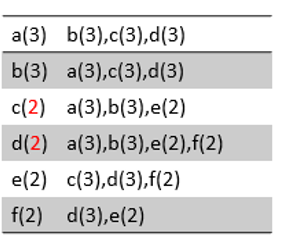 a(3) b(3),c(3),d(3)
b(3) a(3),c(3),d(3)
c(2) a(3),b(3),e(2)
d(2) a(3),b(3),e(2),f(2)
e(2) c(3),d(3),f(2)
f(2) d(3),e(2)